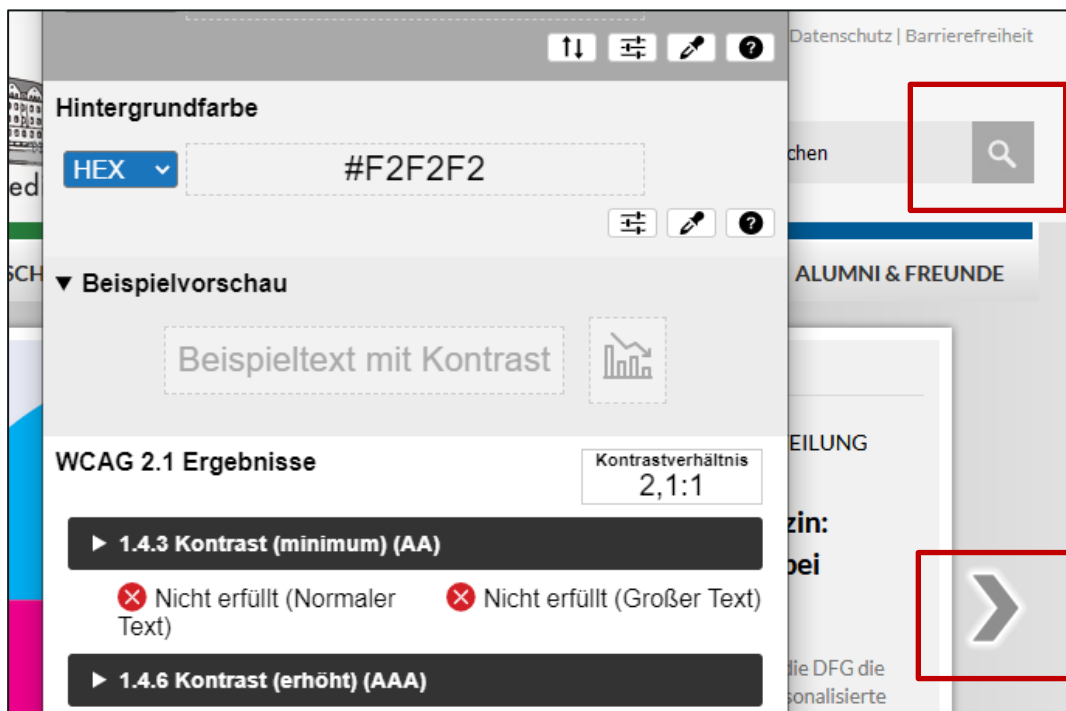 Datenschutz | Barrierefreiheit
Hintergrundfarbe
HEX
#F2F2F2
chen
ed
SCH
ALUMNI & FREUNDE
▼ Beispielvorschau
Beispieltext mit Kontrast
EILUNG
WCAG 2.1 Ergebnisse
Kontrastverhältnis
2,1:1
zin:
▶ 1.4.3 Kontrast (minimum) (AA)
bei
Nicht erfüllt (Normaler
Text)
Nicht erfüllt (Großer Text)
die DFG die
▶ 1.4.6 Kontrast (erhöht) (AAA)
sonalisierte